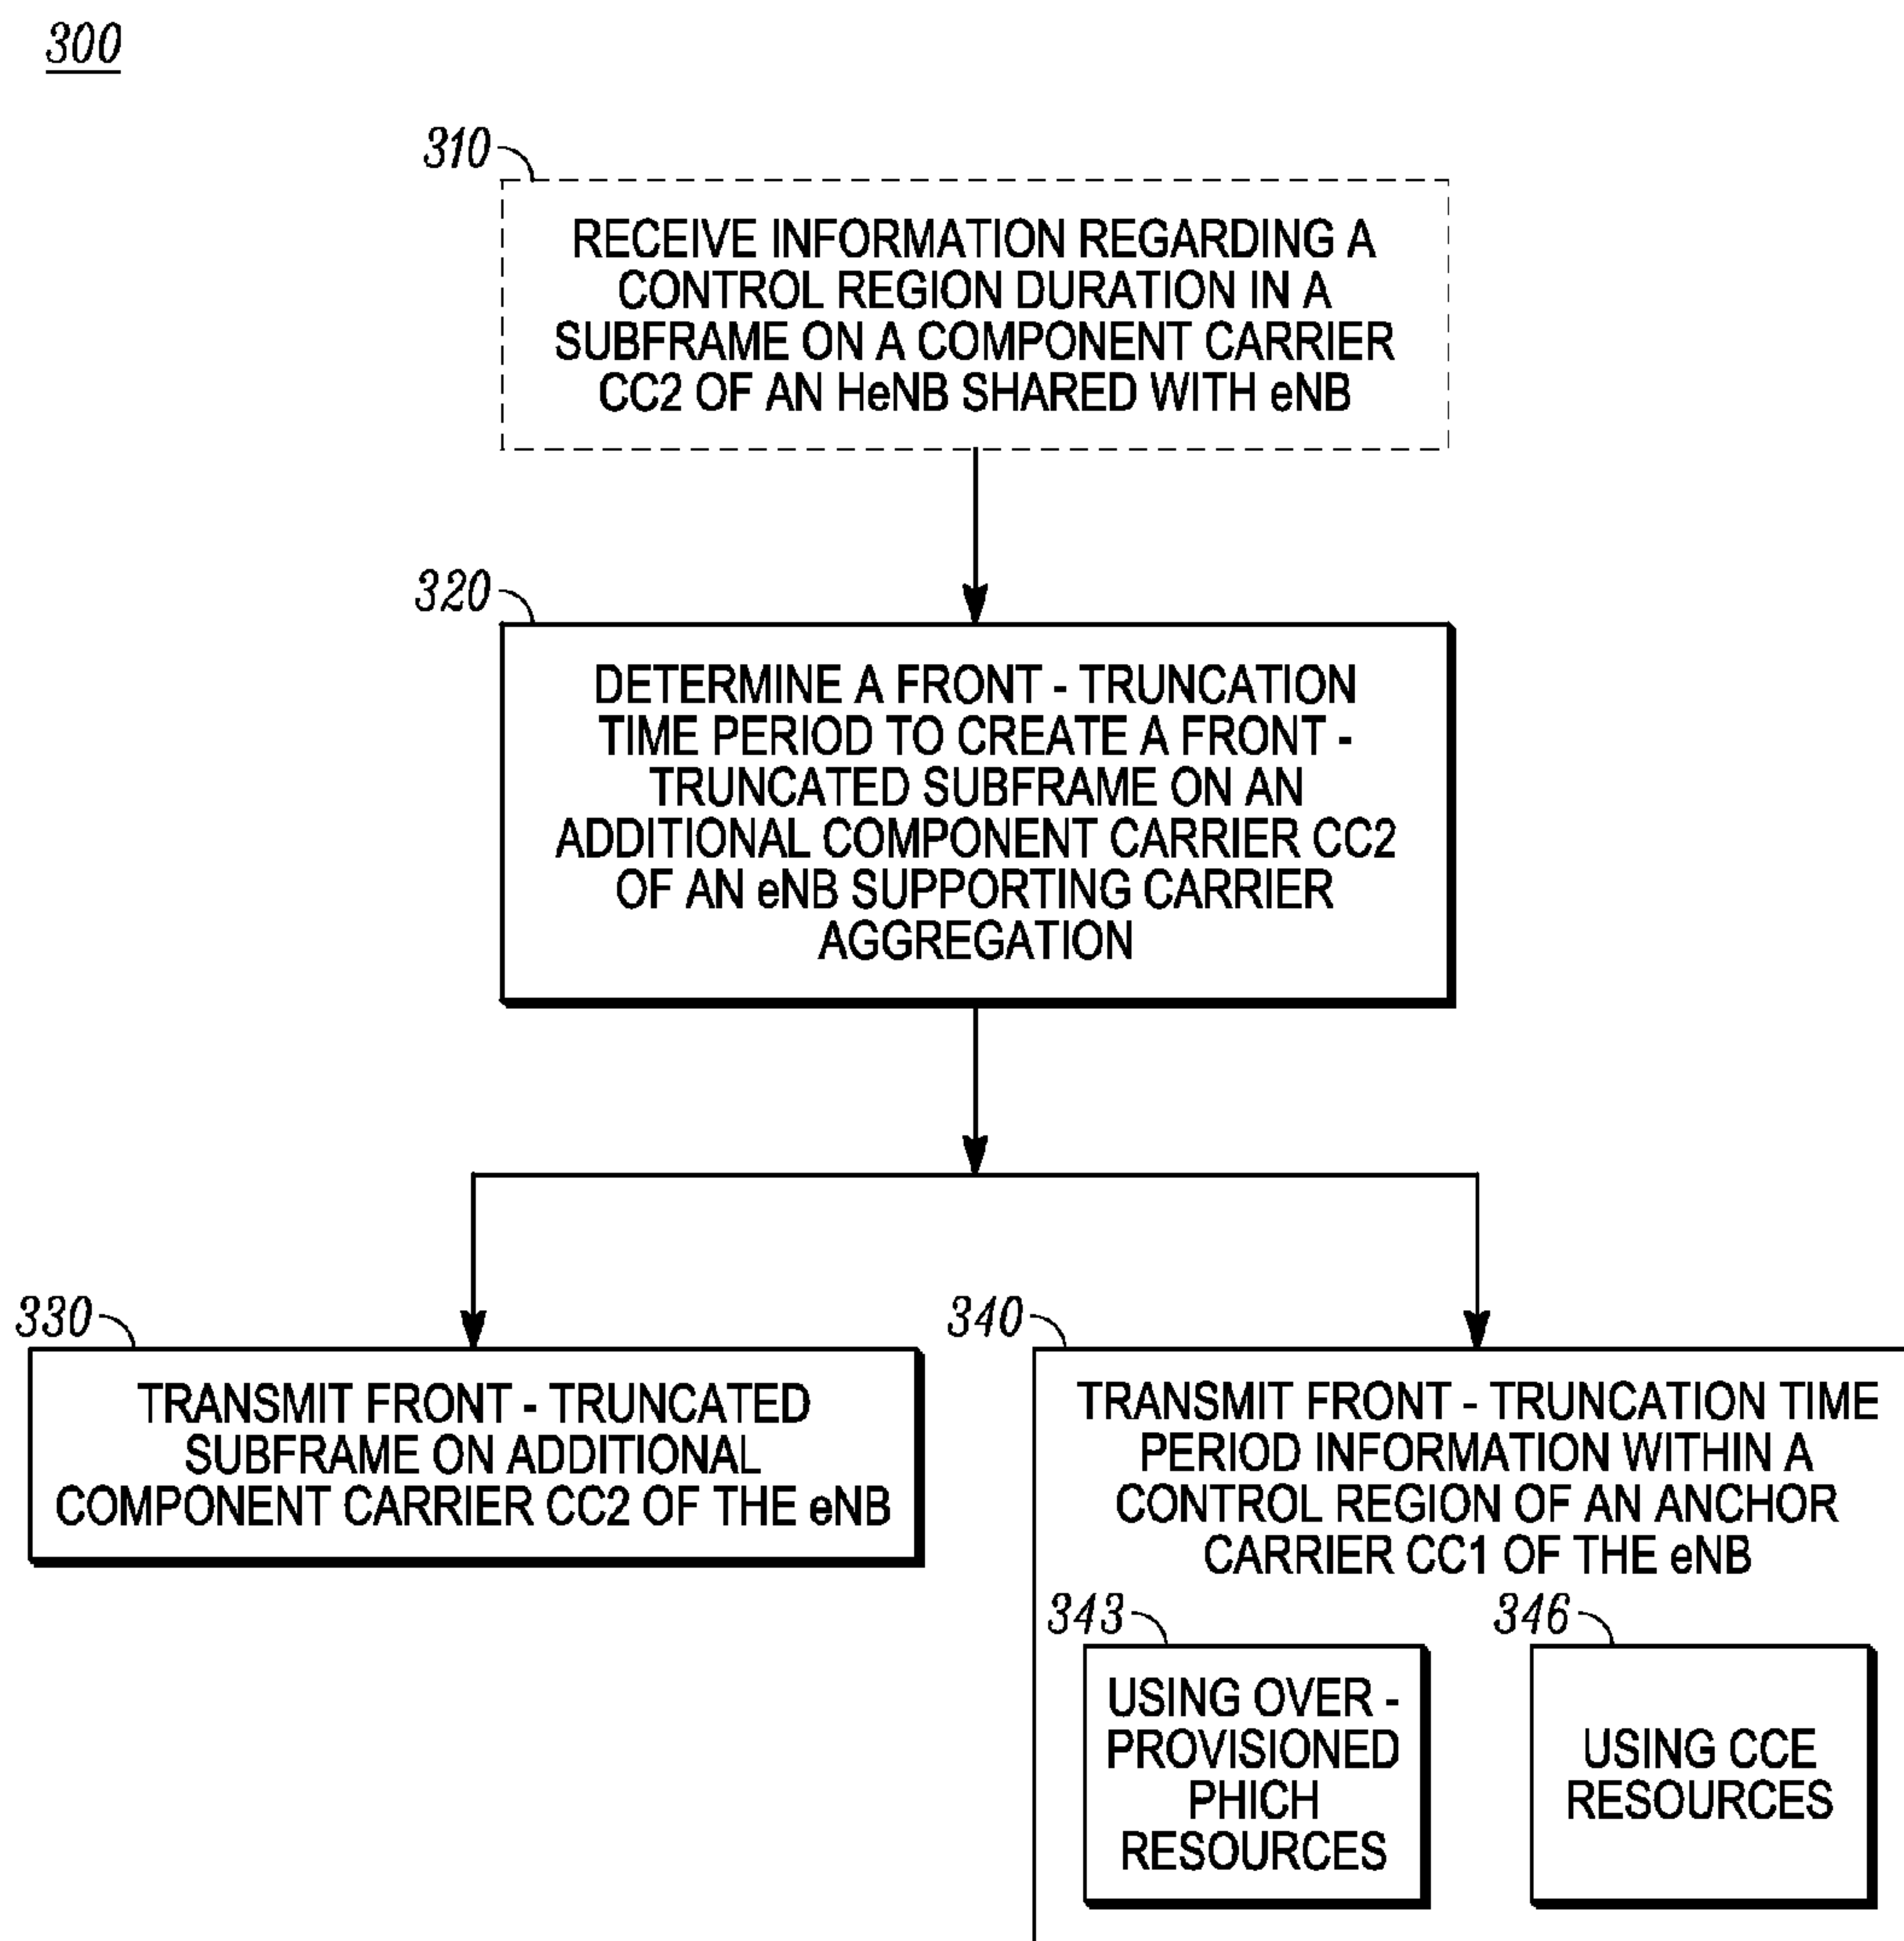 300
310
RECEIVE INFORMATION REGARDING A
CONTROL REGION DURATION IN A
SUBFRAME ON A COMPONENT CARRIER
CC2 OF AN HeNB SHARED WITH eNB
320
DETERMINE A FRONT - TRUNCATION
TIME PERIOD TO CREATE A FRONT -
TRUNCATED SUBFRAME ON AN
ADDITIONAL COMPONENT CARRIER CC2
OF AN eNB SUPPORTING CARRIER
AGGREGATION
330
TRANSMIT FRONT - TRUNCATED
SUBFRAME ON ADDITIONAL
COMPONENT CARRIER CC2 OF THE eNB
340
TRANSMIT FRONT - TRUNCATION TIME
PERIOD INFORMATION WITHIN A
CONTROL REGION OF AN ANCHOR
CARRIER CC1 OF THE eNB
343
USING OVER -
PROVISIONED
PHICH
RESOURCES
346
USING CCE
RESOURCES